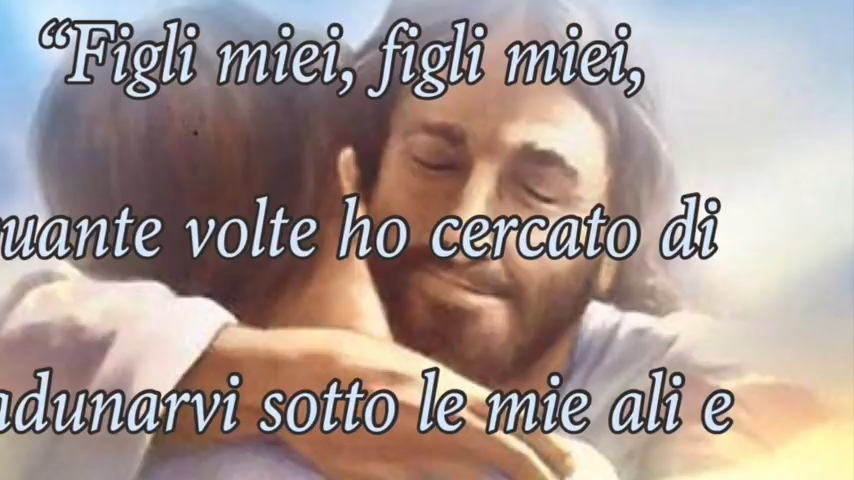 “Figli miei, figli miei,
uante volte ho cercato di
adunarvi sotto le mie ali e